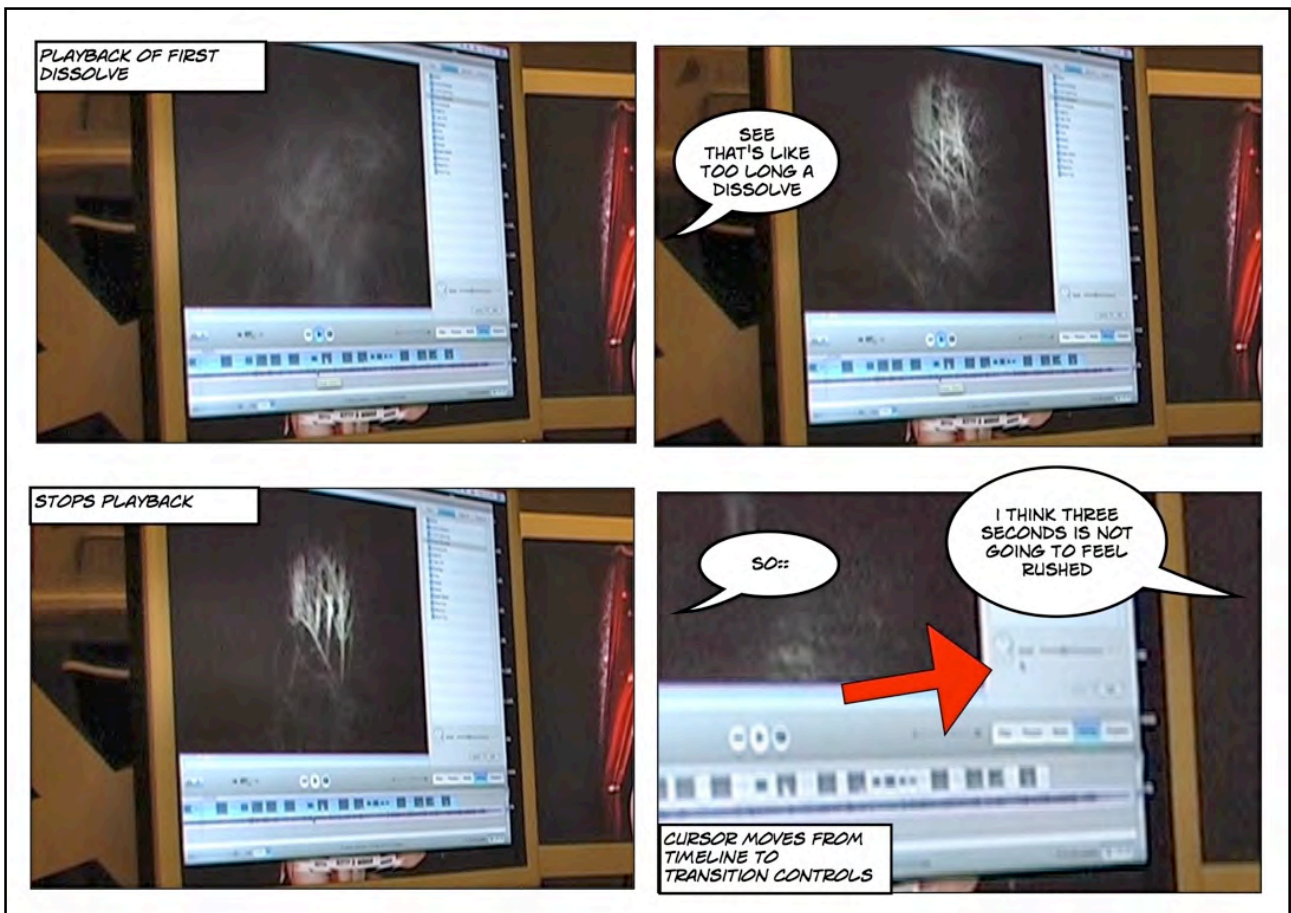 PLAYBACK OF FIRST
DISSOLVE
SEE
THAT'S LIKE
TOO LONG A
DISSOLVE
STOPS PLAYBACK
SO::
I THINK THREE
SECONDS IS NOT
GOING TO FEEL
RUSHED
CURSOR MOVES FROM
TIMELINE TO
TRANSITION CONTROLS